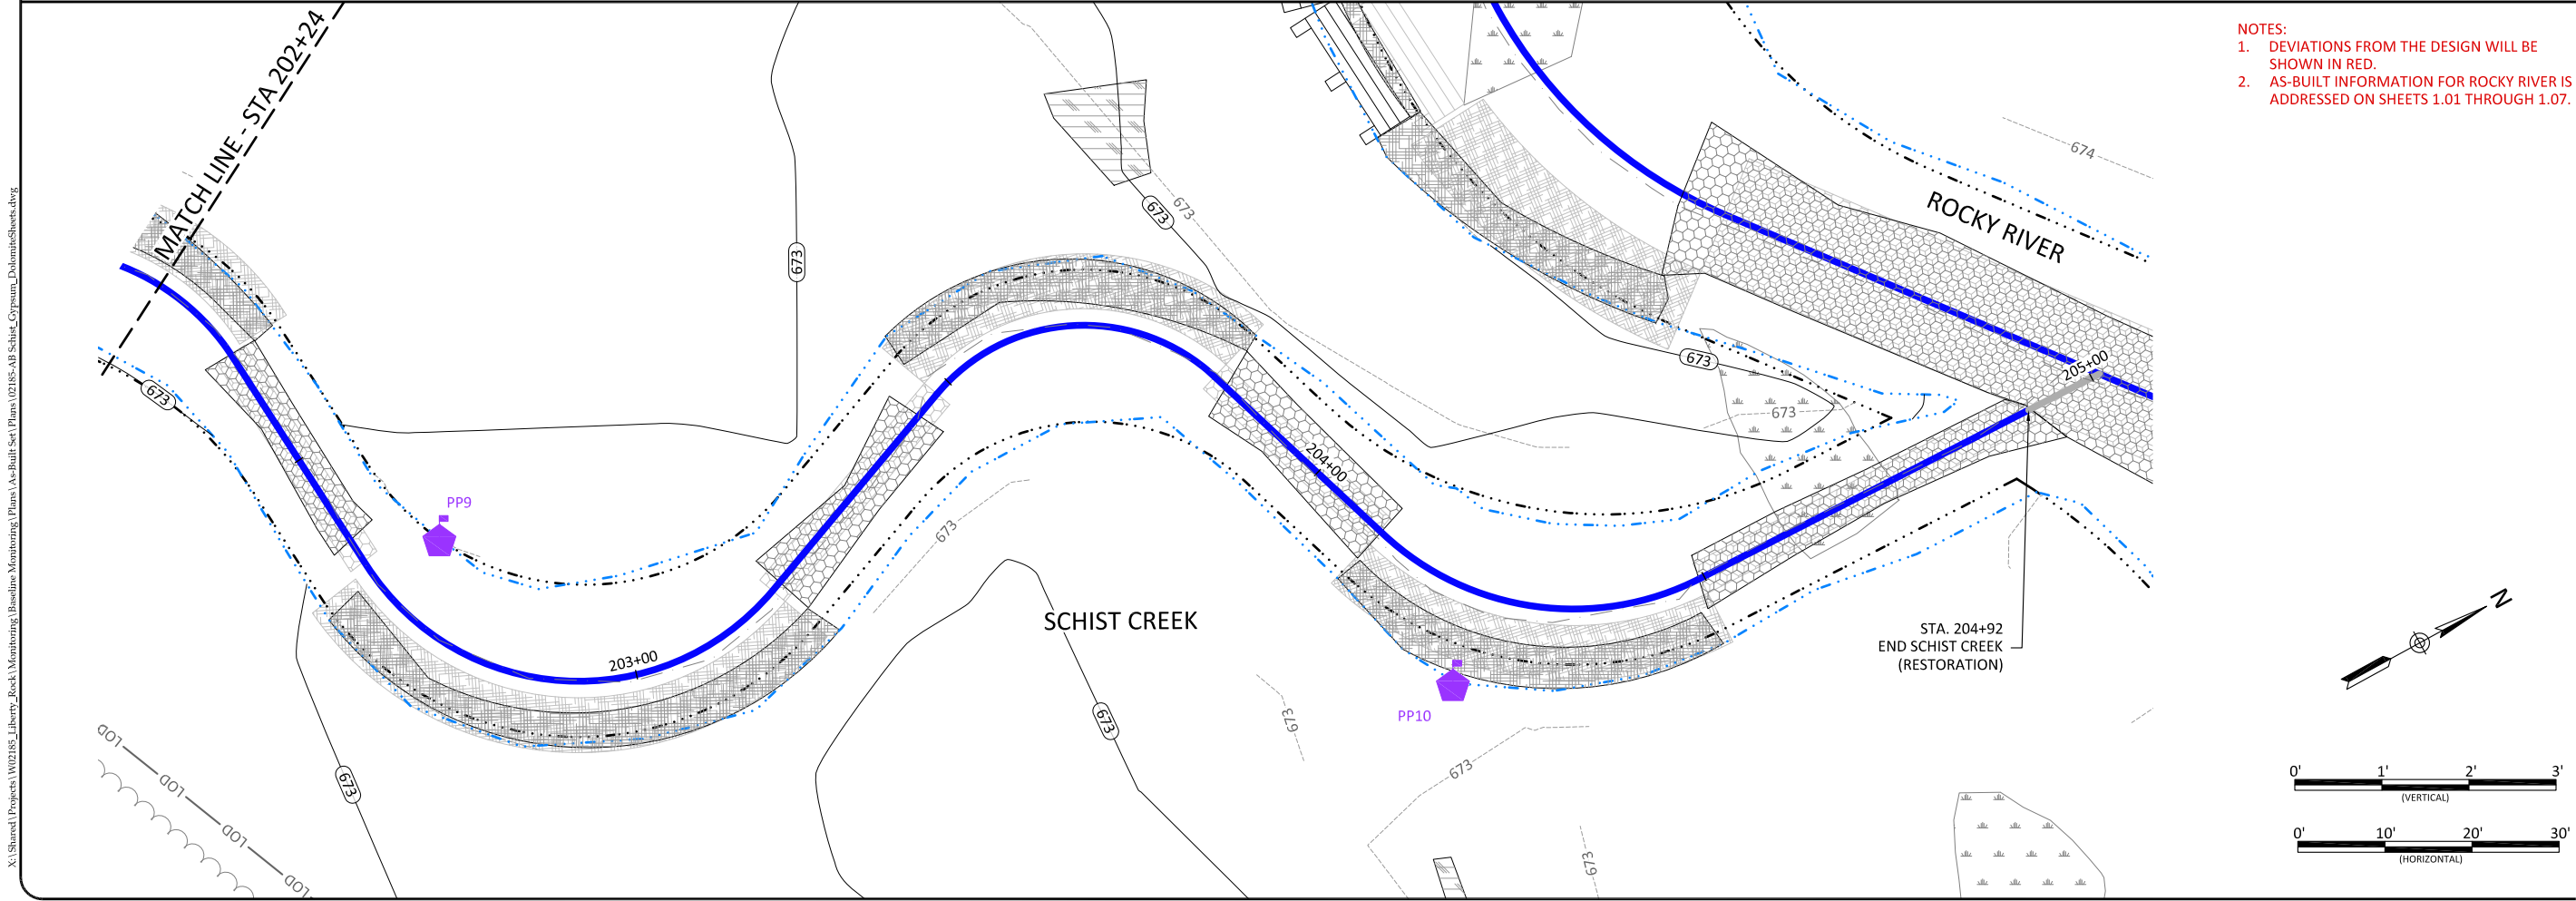 NOTES:
1. DEVIATIONS FROM THE DESIGN WILL BE
SHOWN IN RED.
2. AS-BUILT INFORMATION FOR ROCKY RIVER IS
ADDRESSED ON SHEETS 1.01 THROUGH 1.07.
MATCH LINE - STA 202+24
674
ROCKY RIVER
673
673
673
673
673
673
205+00
673
204+00
PP9
673
SCHIST CREEK
203+00
STA. 204+92
END SCHIST CREEK
(RESTORATION)
N
PP10
673
673
673
673
673
LOD
LOD
LOD
LOD
0' 1' 2' 3'
(VERTICAL)
0' 10' 20' 30'
(HORIZONTAL)
X:\Shared\Projects\W02185_Liberty_Rock\Monitoring\Baseline Monitoring\Plans\As-Built Set\Plans\02185-AB Schist_Gypsum_DolomiteSheets.dwg